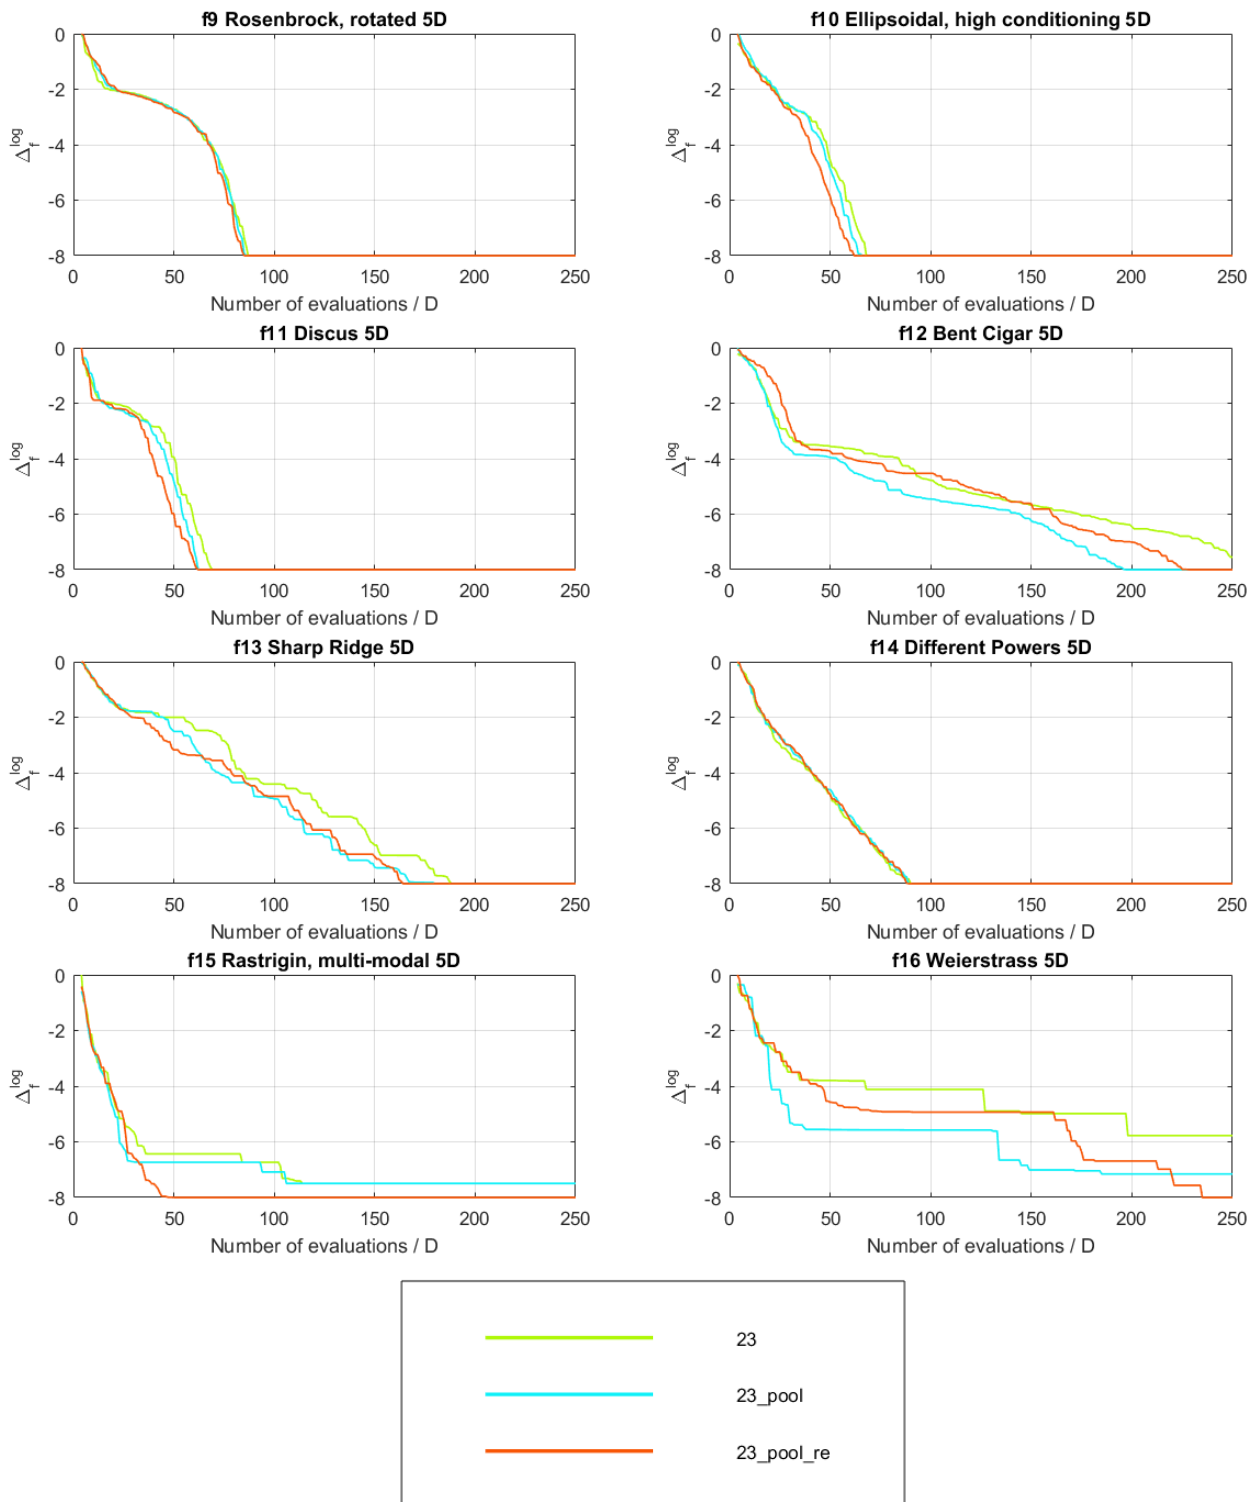 f9 Rosenbrock, rotated 5D
0
-2
-4
-6
-8
Δf log
0 50 100 150 200 250
Number of evaluations / D
f10 Ellipsoidal, high conditioning 5D
0
-2
-4
-6
-8
Δf log
0 50 100 150 200 250
Number of evaluations / D
f11 Discus 5D
0
-2
-4
-6
-8
Δf log
0 50 100 150 200 250
Number of evaluations / D
f12 Bent Cigar 5D
0
-2
-4
-6
-8
Δf log
0 50 100 150 200 250
Number of evaluations / D
f13 Sharp Ridge 5D
0
-2
-4
-6
-8
Δf log
0 50 100 150 200 250
Number of evaluations / D
f14 Different Powers 5D
0
-2
-4
-6
-8
Δf log
0 50 100 150 200 250
Number of evaluations / D
f15 Rastrigin, multi-modal 5D
0
-2
-4
-6
-8
Δf log
0 50 100 150 200 250
Number of evaluations / D
f16 Weierstrass 5D
0
-2
-4
-6
-8
Δf log
0 50 100 150 200 250
Number of evaluations / D
23
23_pool
23_pool_re